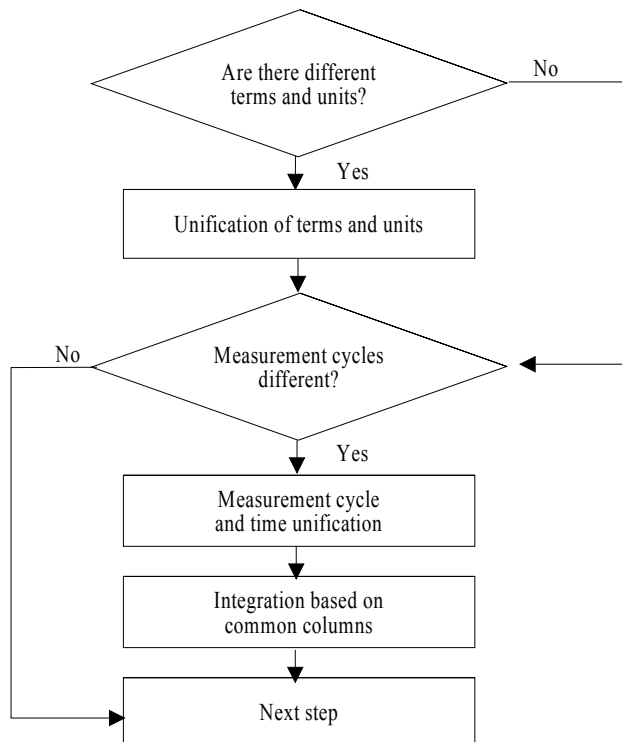 Are there different
terms and units?
No
Yes
Unification of terms and units
No
Measurement cycles
different?
Yes
Measurement cycle
and time unification
Integration based on
common columns
Next step